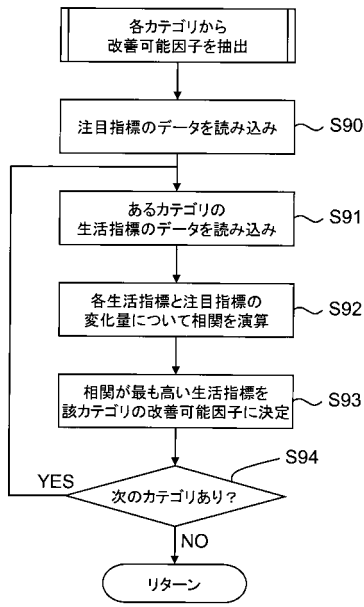 各カテゴリから
改善可能因子を抽出
注目指標のデータを読み込み
S90
あるカテゴリの
生活指標のデータを読み込み
S91
各生活指標と注目指標の
変化量について相関を演算
S92
相関が最も高い生活指標を
該カテゴリの改善可能因子に決定
S93
S94
YES
次のカテゴリあり?
NO
リターン